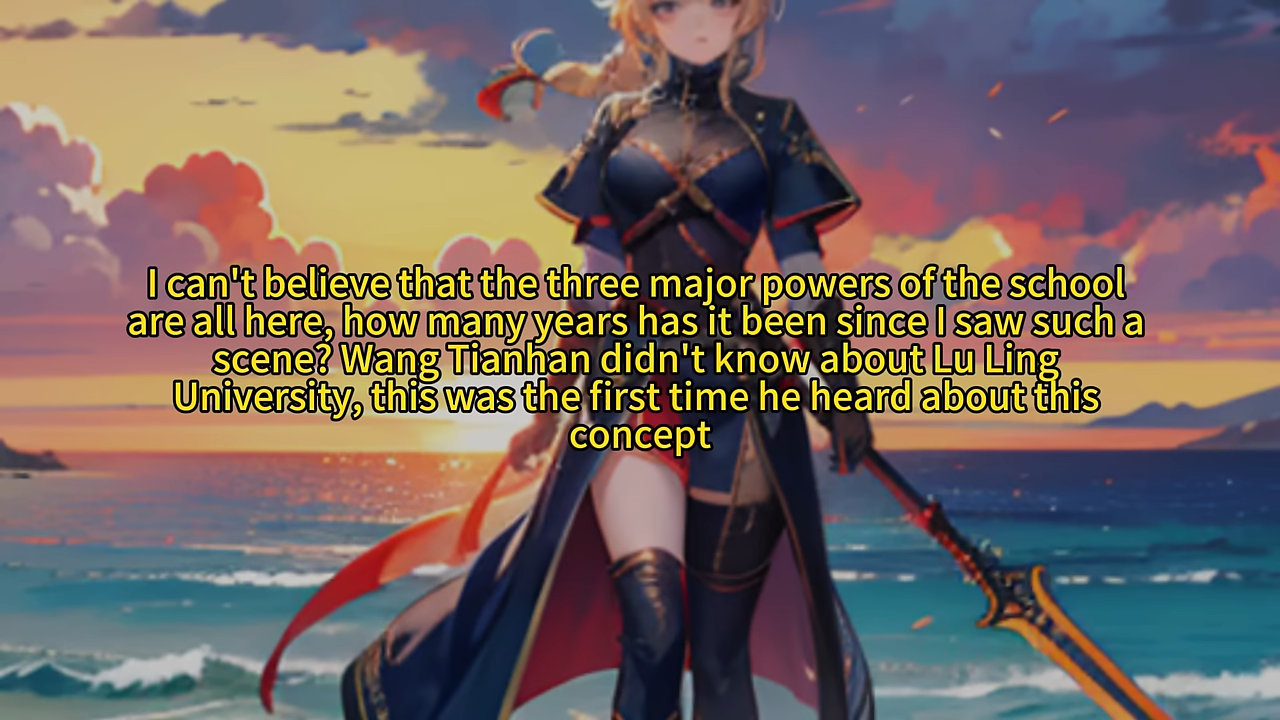 I can't believe that the three major powers of the school
are all here, how many years has it been since I saw such a
scene? Wang Tianhan didn't know about Lu Ling
University, this was the first time he heard about this
concept